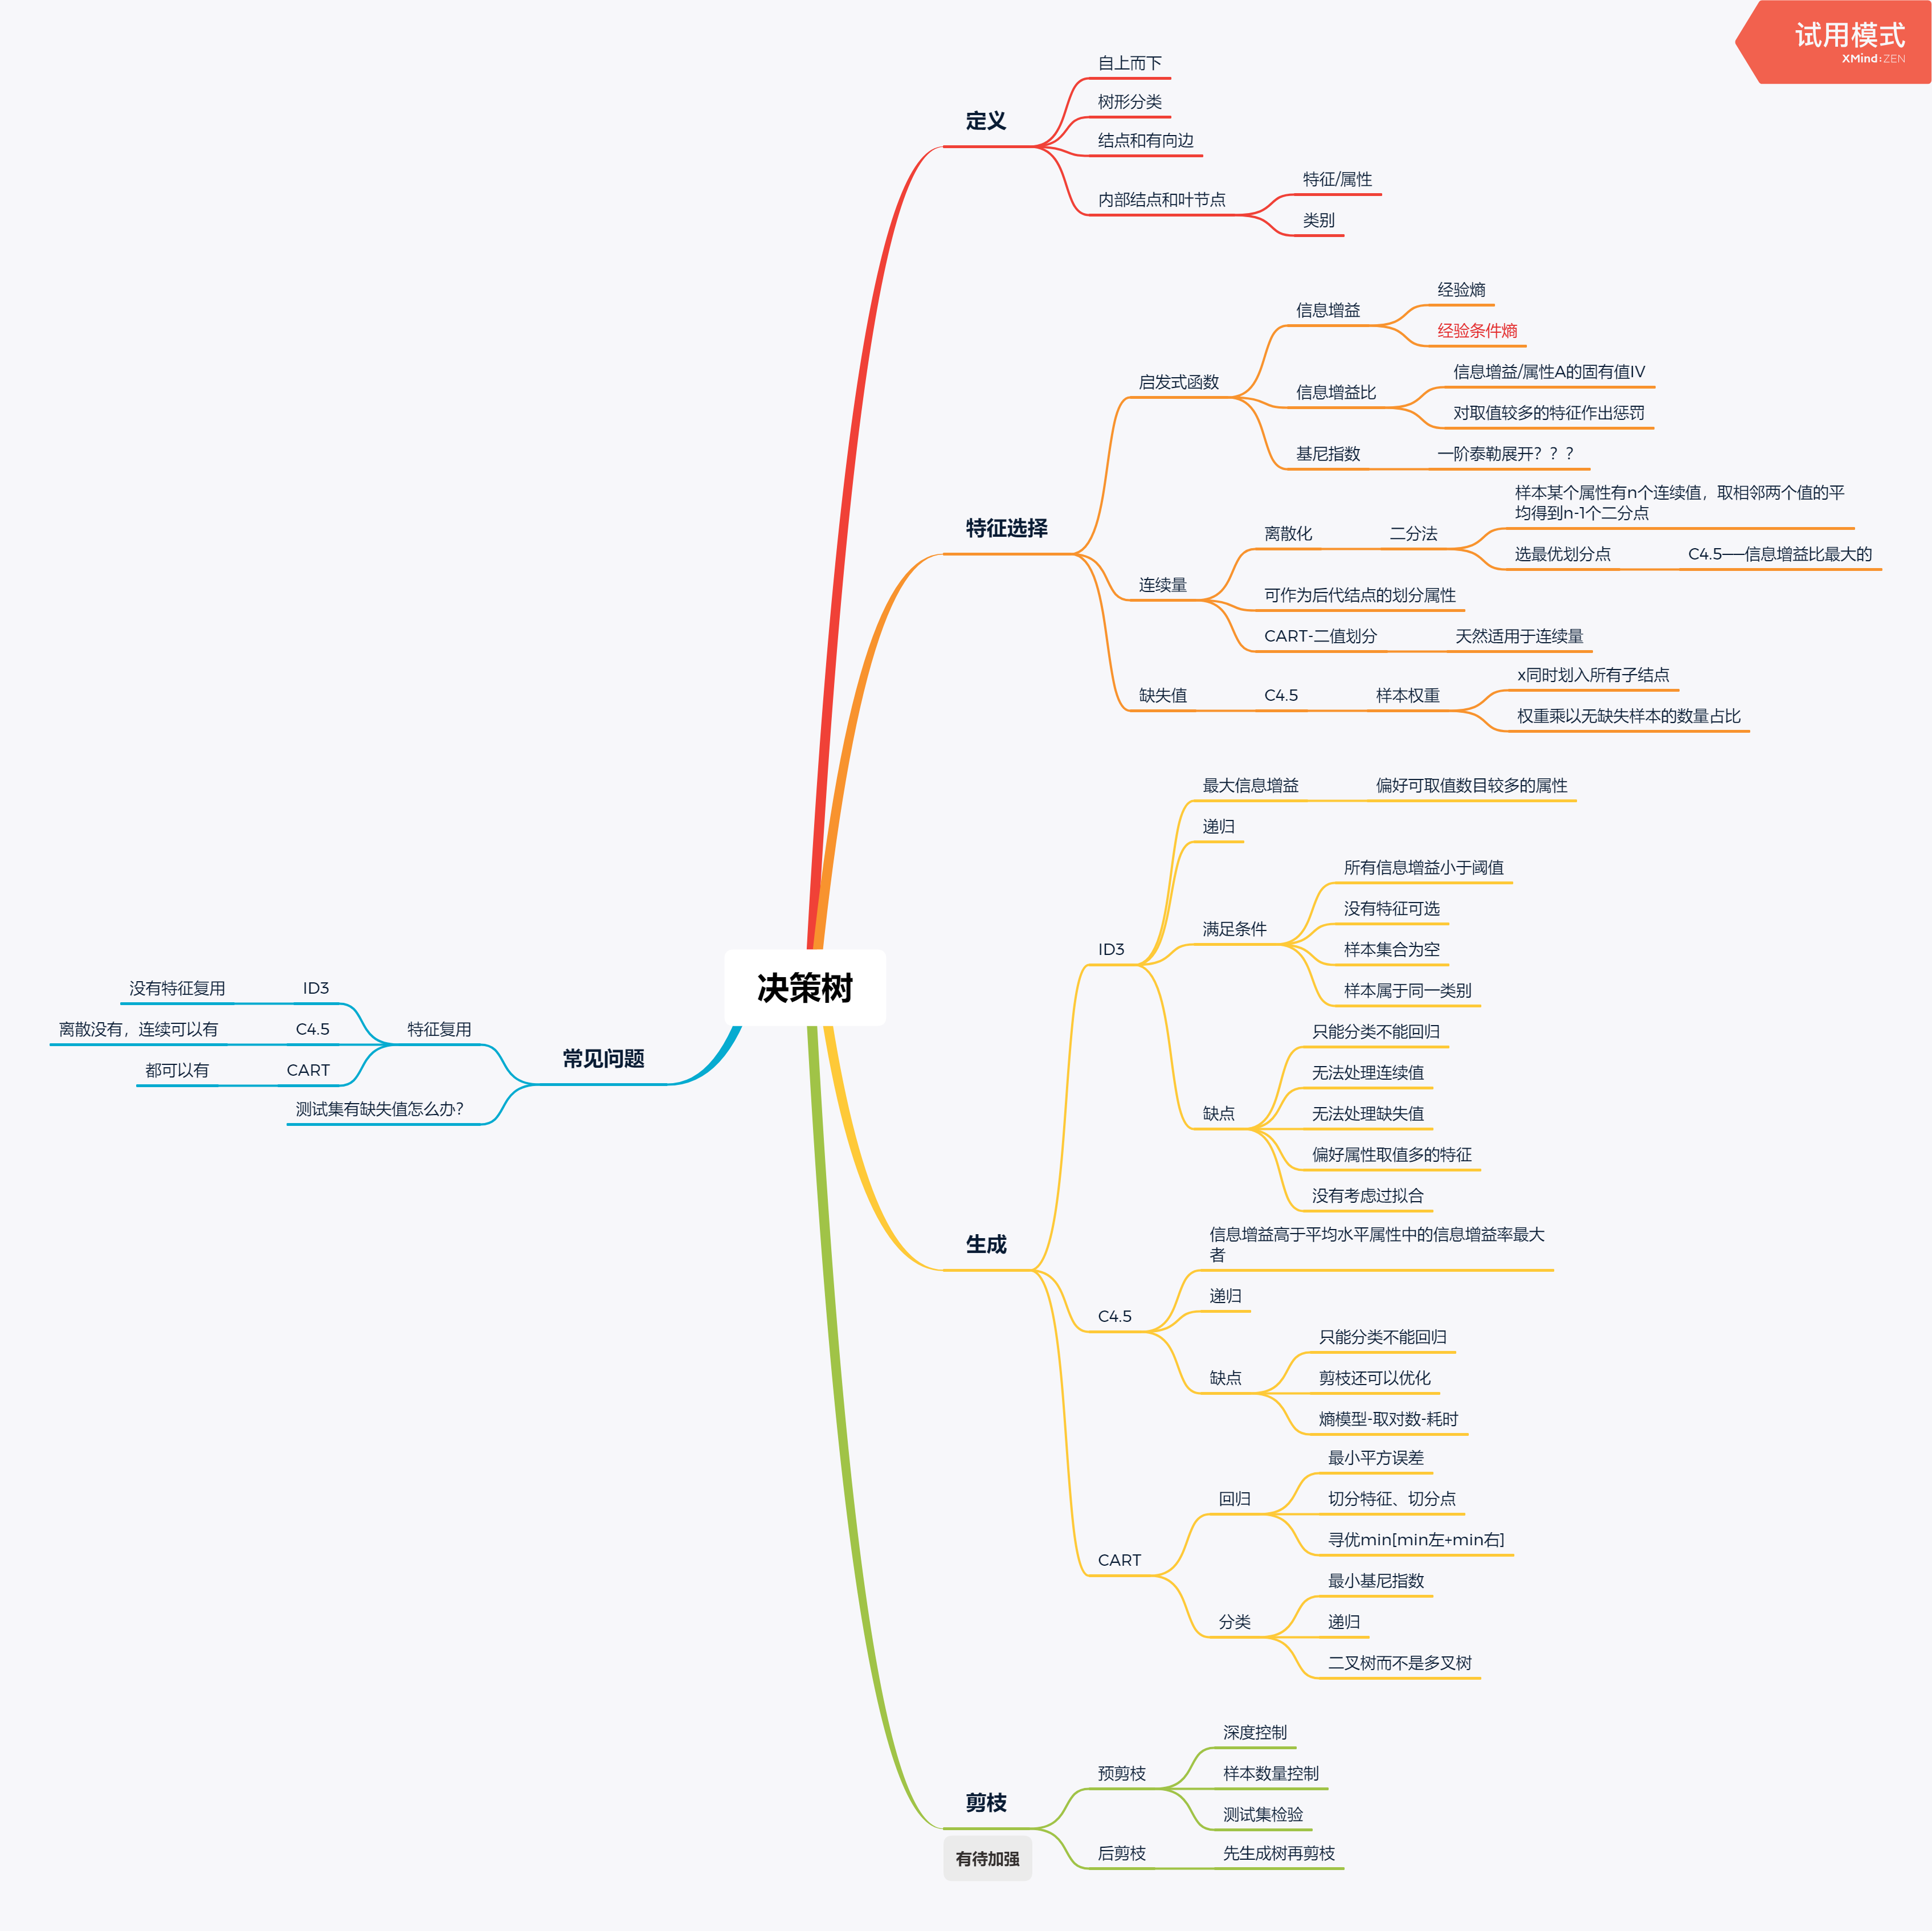 试用模式
XMind:ZEN
决策树
定义
自上而下
树形分类
结点和有向边
内部结点和叶节点
特征/属性
类别
特征选择
启发式函数
信息增益
经验熵
经验条件熵
信息增益比
信息增益/属性A的固有值IV
对取值较多的特征作出惩罚
基尼指数
一阶泰勒展开？？？
连续量
离散化
二分法
样本某个属性有n个连续值，取相邻两个值的平
均得到n-1个二分点
选最优划分点
C4.5——信息增益比最大的
可作为后代结点的划分属性
CART-二值划分
天然适用于连续量
缺失值
C4.5
样本权重
x同时划入所有子结点
权重乘以无缺失样本的数量占比
生成
ID3
最大信息增益
偏好可取值数目较多的属性
递归
满足条件
所有信息增益小于阈值
没有特征可选
样本集合为空
样本属于同一类别
缺点
只能分类不能回归
无法处理连续值
无法处理缺失值
偏好属性取值多的特征
没有考虑过拟合
C4.5
信息增益高于平均水平属性中的信息增益率最大
者
递归
缺点
只能分类不能回归
剪枝还可以优化
熵模型-取对数-耗时
CART
回归
最小平方误差
切分特征、切分点
寻优min[min左+min右]
分类
最小基尼指数
递归
二叉树而不是多叉树
剪枝
有待加强
预剪枝
深度控制
样本数量控制
测试集检验
后剪枝
先生成树再剪枝
常见问题
特征复用
ID3
没有特征复用
C4.5
离散没有，连续可以有
CART
都可以有
测试集有缺失值怎么办？